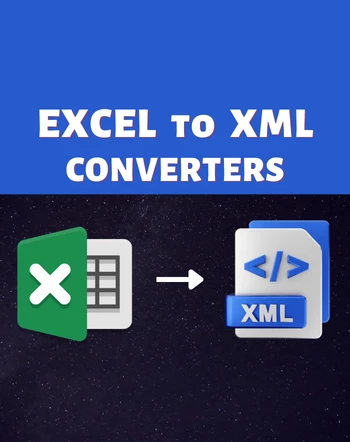 EXCEL TO XML
CONVERTERS
X
</>
XML